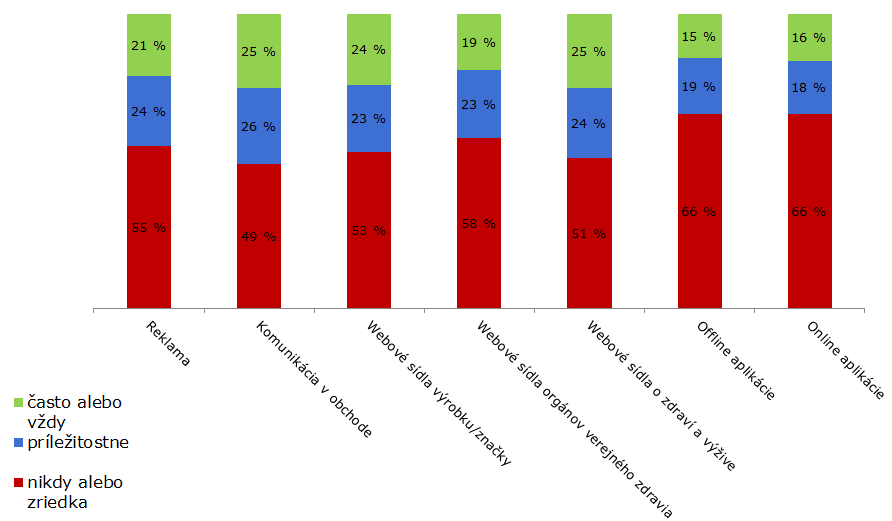 21 %
25 %
24 %
19 %
25 %
15 %
16 %
24 %
26 %
23 %
23 %
24 %
19 %
18 %
55 %
49 %
53 %
58 %
51 %
66 %
66 %
Reklama
Komunikácia v obchode
Webové sídla výrobku/značky
Webové sídla orgánov verejného zdravia
Webové sídla o zdraví a výžive
Offline aplikácie
Online aplikácie
často alebo
vždy
príležitostne
nikdy alebo
zriedka